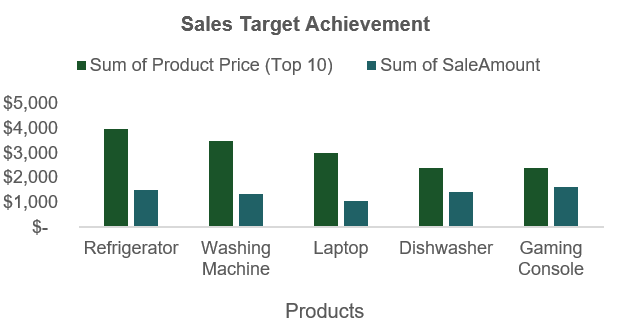 Sales Target Achievement
Sum of Product Price (Top 10) Sum of SaleAmount
$5,000
$4,000
$3,000
$2,000
$1,000
$-
Refrigerator Washing Machine Laptop Dishwasher Gaming Console
Products